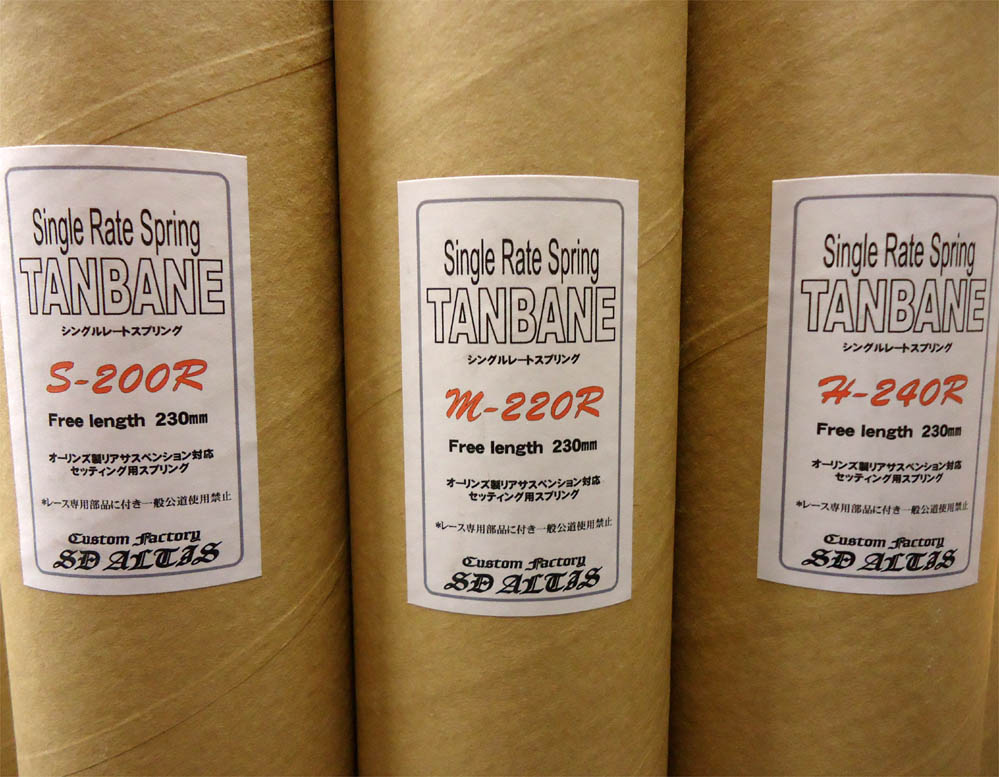 Single Rate Spring
TANBANE
シングルレートスプリング
S-200R
Free length 230mm
オーリンズ製リアサスペンション対応
セッティング用スプリング
*レース専用部品に付き一般公道使用禁止
Custom Factory
SD ALTIS
Single Rate Spring
TANBANE
シングルレートスプリング
M-220R
Free length 230mm
オーリンズ製リアサスペンション対応
セッティング用スプリング
*レース専用部品に付き一般公道使用禁止
Custom Factory
SD ALTIS
Single Rate Spring
TANBANE
シングルレートスプリング
H-240R
Free length 230mm
オーリンズ製リアサスペンション対応
セッティング用スプリング
*レース専用部品に付き一般公道使用禁止
Custom Factory
SD ALTIS